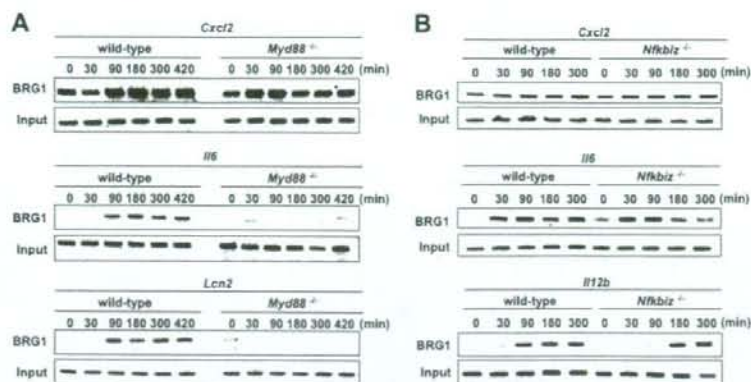 A
Cxcl2
wild-type Myd88 -/-
0 30 90 180 300 420 0 30 90 180 300 420 (min)
BRG1
Input
Il6
wild-type Myd88 -/-
0 30 90 180 300 420 0 30 90 180 300 420 (min)
BRG1
Input
Lcn2
wild-type Myd88 -/-
0 30 90 180 300 420 0 30 90 180 300 420 (min)
BRG1
Input
B
Cxcl2
wild-type Nfkbiz -/-
0 30 90 180 300 0 30 90 180 300 (min)
BRG1
Input
Il6
wild-type Nfkbiz -/-
0 30 90 180 300 0 30 90 180 300 (min)
BRG1
Input
Il12b
wild-type Nfkbiz -/-
0 30 90 180 300 0 30 90 180 300 (min)
BRG1
Input